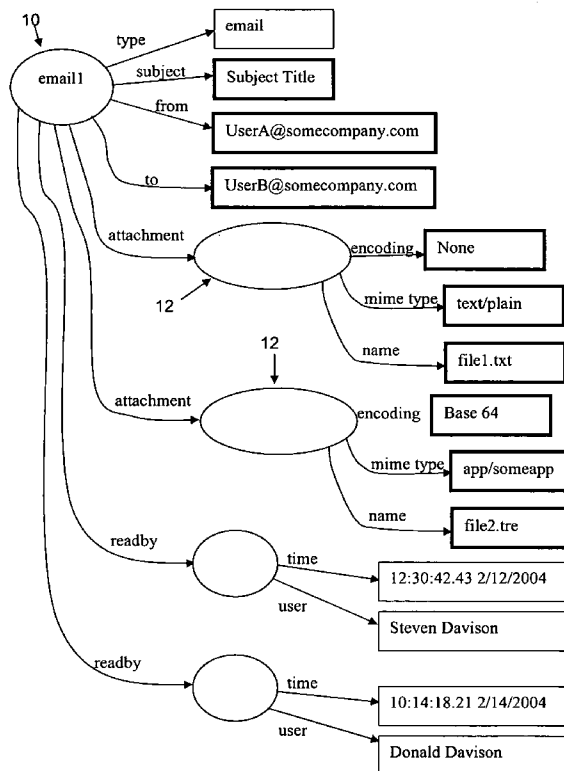 10
type
email
email1
subject
Subject Title
from
UserA@somecompany.com
to
UserB@somecompany.com
attachment
encoding
None
12
mime type
text/plain
name
file1.txt
12
attachment
encoding
Base 64
mime type
app/someapp
name
file2.tre
readby
time
12:30:42.43 2/12/2004
user
Steven Davison
readby
time
10:14:18.21 2/14/2004
user
Donald Davison